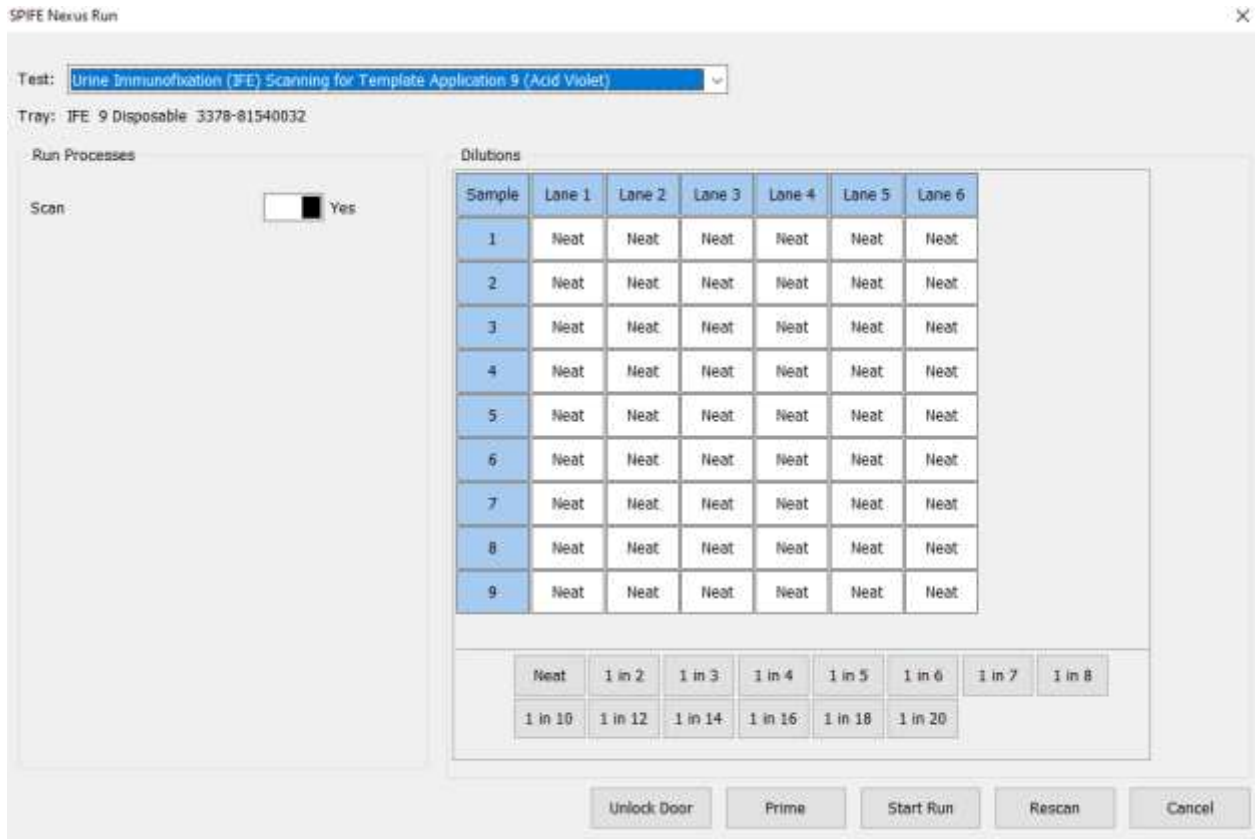 SPIFE Nexus Run
Test: Urine Immunofixation (IFE) Scanning for Template Application 9 (Acid Violet)
Tray: IFE 9 Disposable 3378-81540032
Run Processes
Scan Yes
Dilutions
Sample Lane 1 Lane 2 Lane 3 Lane 4 Lane 5 Lane 6
1 Neat Neat Neat Neat Neat Neat
2 Neat Neat Neat Neat Neat Neat
3 Neat Neat Neat Neat Neat Neat
4 Neat Neat Neat Neat Neat Neat
5 Neat Neat Neat Neat Neat Neat
6 Neat Neat Neat Neat Neat Neat
7 Neat Neat Neat Neat Neat Neat
8 Neat Neat Neat Neat Neat Neat
9 Neat Neat Neat Neat Neat Neat
Neat 1 in 2 1 in 3 1 in 4 1 in 5 1 in 6 1 in 7 1 in 8
1 in 10 1 in 12 1 in 14 1 in 16 1 in 18 1 in 20
Unlock Door Prime Start Run Rescan Cancel